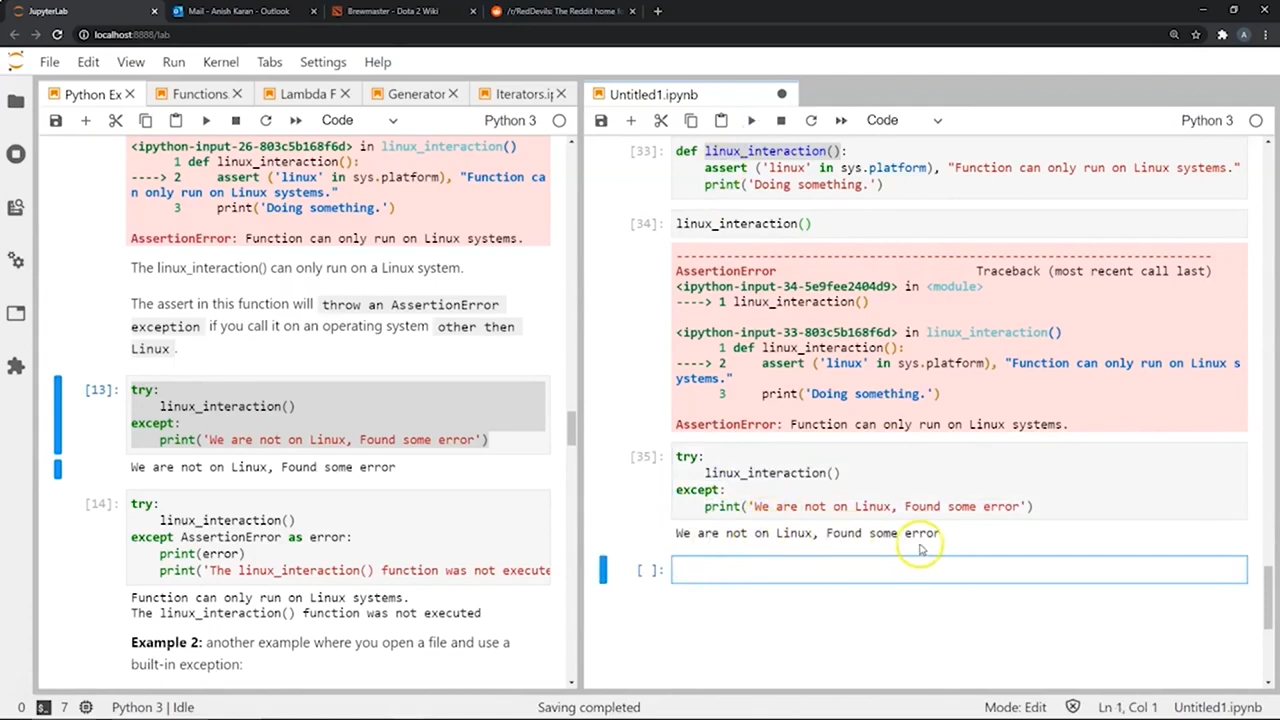 JupyterLab
Mail - Anish Karan - Outlook
Brewmaster - Dota 2 Wiki
/r/RedDevils: The Reddit home f
localhost:8888/lab
A
File Edit View Run Kernel Tabs Settings Help
Python Ex
Functions.
Lambda F
Generator
Iterators.ip
Untitled1.ipynb
Code
Python 3
Code
Python 3
<ipython-input-26-803c5b168f6d> in linux_interaction()
1 def linux_interaction():
----> 2 assert ('linux' in sys.platform), "Function ca
n only run on Linux systems."
3 print('Doing something.')
AssertionError: Function can only run on Linux systems.
The linux_interaction() can only run on a Linux system.
The assert in this function will throw an AssertionError
exception if you call it on an operating system other then
Linux.
[13]: try:
linux_interaction()
except:
print('We are not on Linux, Found some error')
We are not on Linux, Found some error
[14]: try:
linux_interaction()
except AssertionError as error:
print(error)
print('The linux_interaction() function was not execute
Function can only run on Linux systems.
The linux_interaction() function was not executed
Example 2: another example where you open a file and use a
built-in exception:
[33]: def linux_interaction():
assert ('linux' in sys.platform), "Function can only run on Linux systems."
print('Doing something.')
[34]: linux_interaction()
---------------------------------------------------------------------------
AssertionError Traceback (most recent call last)
<ipython-input-34-5e9fee2404d9> in <module>
----> 1 linux_interaction()
<ipython-input-33-803c5b168f6d> in linux_interaction()
1 def linux_interaction():
----> 2 assert ('linux' in sys.platform), "Function can only run on Linux s
ystems."
3 print('Doing something.')
AssertionError: Function can only run on Linux systems.
[35]: try:
linux_interaction()
except:
print('We are not on Linux, Found some error')
We are not on Linux, Found some error
[ ]:
0 7 Python 3 | Idle
Saving completed
Mode: Edit
Ln 1, Col 1
Untitled1.ipynb